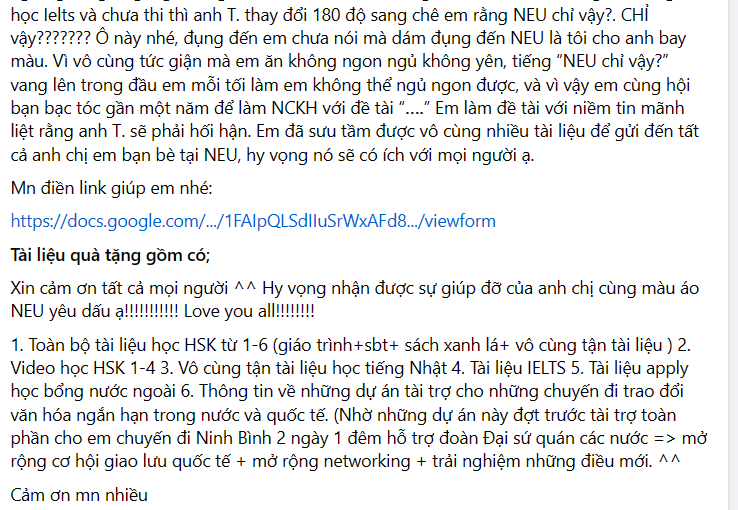 học Ielts và chưa thi thì anh T. thay đổi 180 độ sang chê em rằng NEU chỉ vậy?. CHỈ
vậy??????? Ô này nhé, đụng đến em chưa nói mà dám đụng đến NEU là tôi cho anh bay
màu. Vì vô cùng tức giận mà em ăn không ngon ngủ không yên, tiếng “NEU chỉ vậy?”
vang lên trong đầu em mỗi tối làm em không thể ngủ ngon được, và vì vậy em cùng hội
bạn bạc tóc gần một năm để làm NCKH với đề tài “....” Em làm đề tài với niềm tin mãnh
liệt rằng anh T. sẽ phải hối hận. Em đã sưu tầm được vô cùng nhiều tài liệu để gửi đến tất
cả anh chị em bạn bè tại NEU, hy vọng nó sẽ có ích với mọi người ạ.
Mn điền link giúp em nhé:
https://docs.google.com/.../1FAIpQLSdIIuSrWxAFd8.../viewform
Tài liệu quà tặng gồm có;
Xin cảm ơn tất cả mọi người ^^ Hy vọng nhận được sự giúp đỡ của anh chị cùng màu áo
NEU yêu dấu ạ!!!!!!!!!!! Love you all!!!!!!!!
1. Toàn bộ tài liệu học HSK từ 1-6 (giáo trình+sbt+ sách xanh lá+ vô cùng tận tài liệu ) 2.
Video học HSK 1-4 3. Vô cùng tận tài liệu học tiếng Nhật 4. Tài liệu IELTS 5. Tài liệu apply
học bổng nước ngoài 6. Thông tin về những dự án tài trợ cho những chuyến đi trao đổi
văn hóa ngắn hạn trong nước và quốc tế. (Nhờ những dự án này đợt trước tài trợ toàn
phần cho em chuyến đi Ninh Bình 2 ngày 1 đêm hỗ trợ đoàn Đại sứ quán các nước => mở
rộng cơ hội giao lưu quốc tế + mở rộng networking + trải nghiệm những điều mới. ^^
Cảm ơn mn nhiều